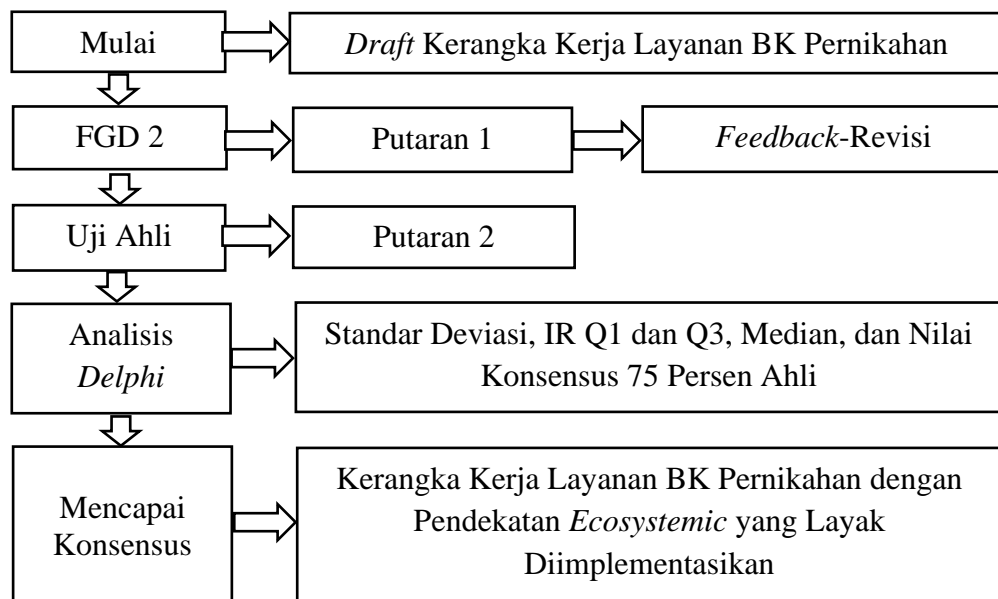 Mulai
Draft Kerangka Kerja Layanan BK Pernikahan
FGD 2
Putaran 1
Feedback-Revisi
Uji Ahli
Putaran 2
Analisis
Delphi
Standar Deviasi, IR Q1 dan Q3, Median, dan Nilai
Konsensus 75 Persen Ahli
Mencapai
Konsensus
Kerangka Kerja Layanan BK Pernikahan dengan
Pendekatan Ecosystemic yang Layak
Diimplementasikan